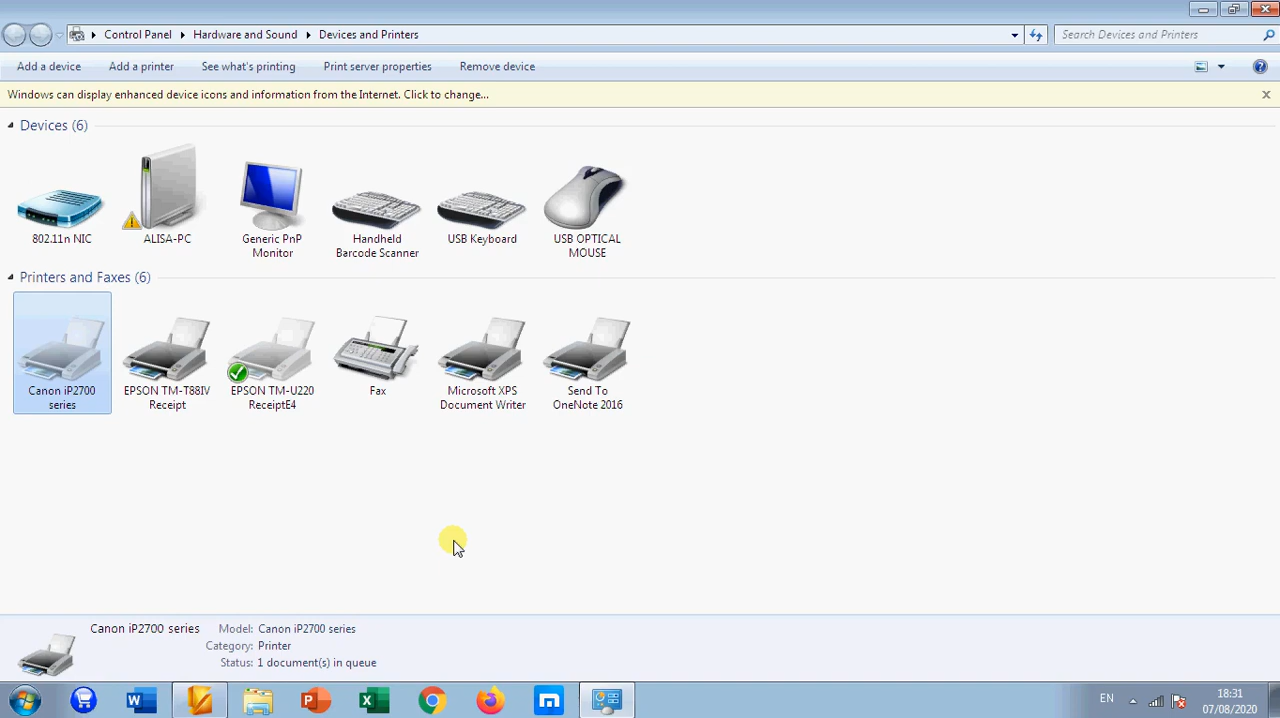 Control Panel Hardware and Sound Devices and Printers
Search Devices and Printers
Add a device Add a printer See what's printing Print server properties Remove device
Windows can display enhanced device icons and information from the Internet. Click to change...
Devices (6)
802.11n NIC
ALISA-PC
Generic PnP
Monitor
Handheld
Barcode Scanner
USB Keyboard
USB OPTICAL
MOUSE
Printers and Faxes (6)
Canon iP2700
series
EPSON TM-T88IV
Receipt
EPSON TM-U220
ReceiptE4
Fax
Microsoft XPS
Document Writer
Send To
OneNote 2016
Canon iP2700 series
Model: Canon iP2700 series
Category: Printer
Status: 1 document(s) in queue
EN
18:31
07/08/2020